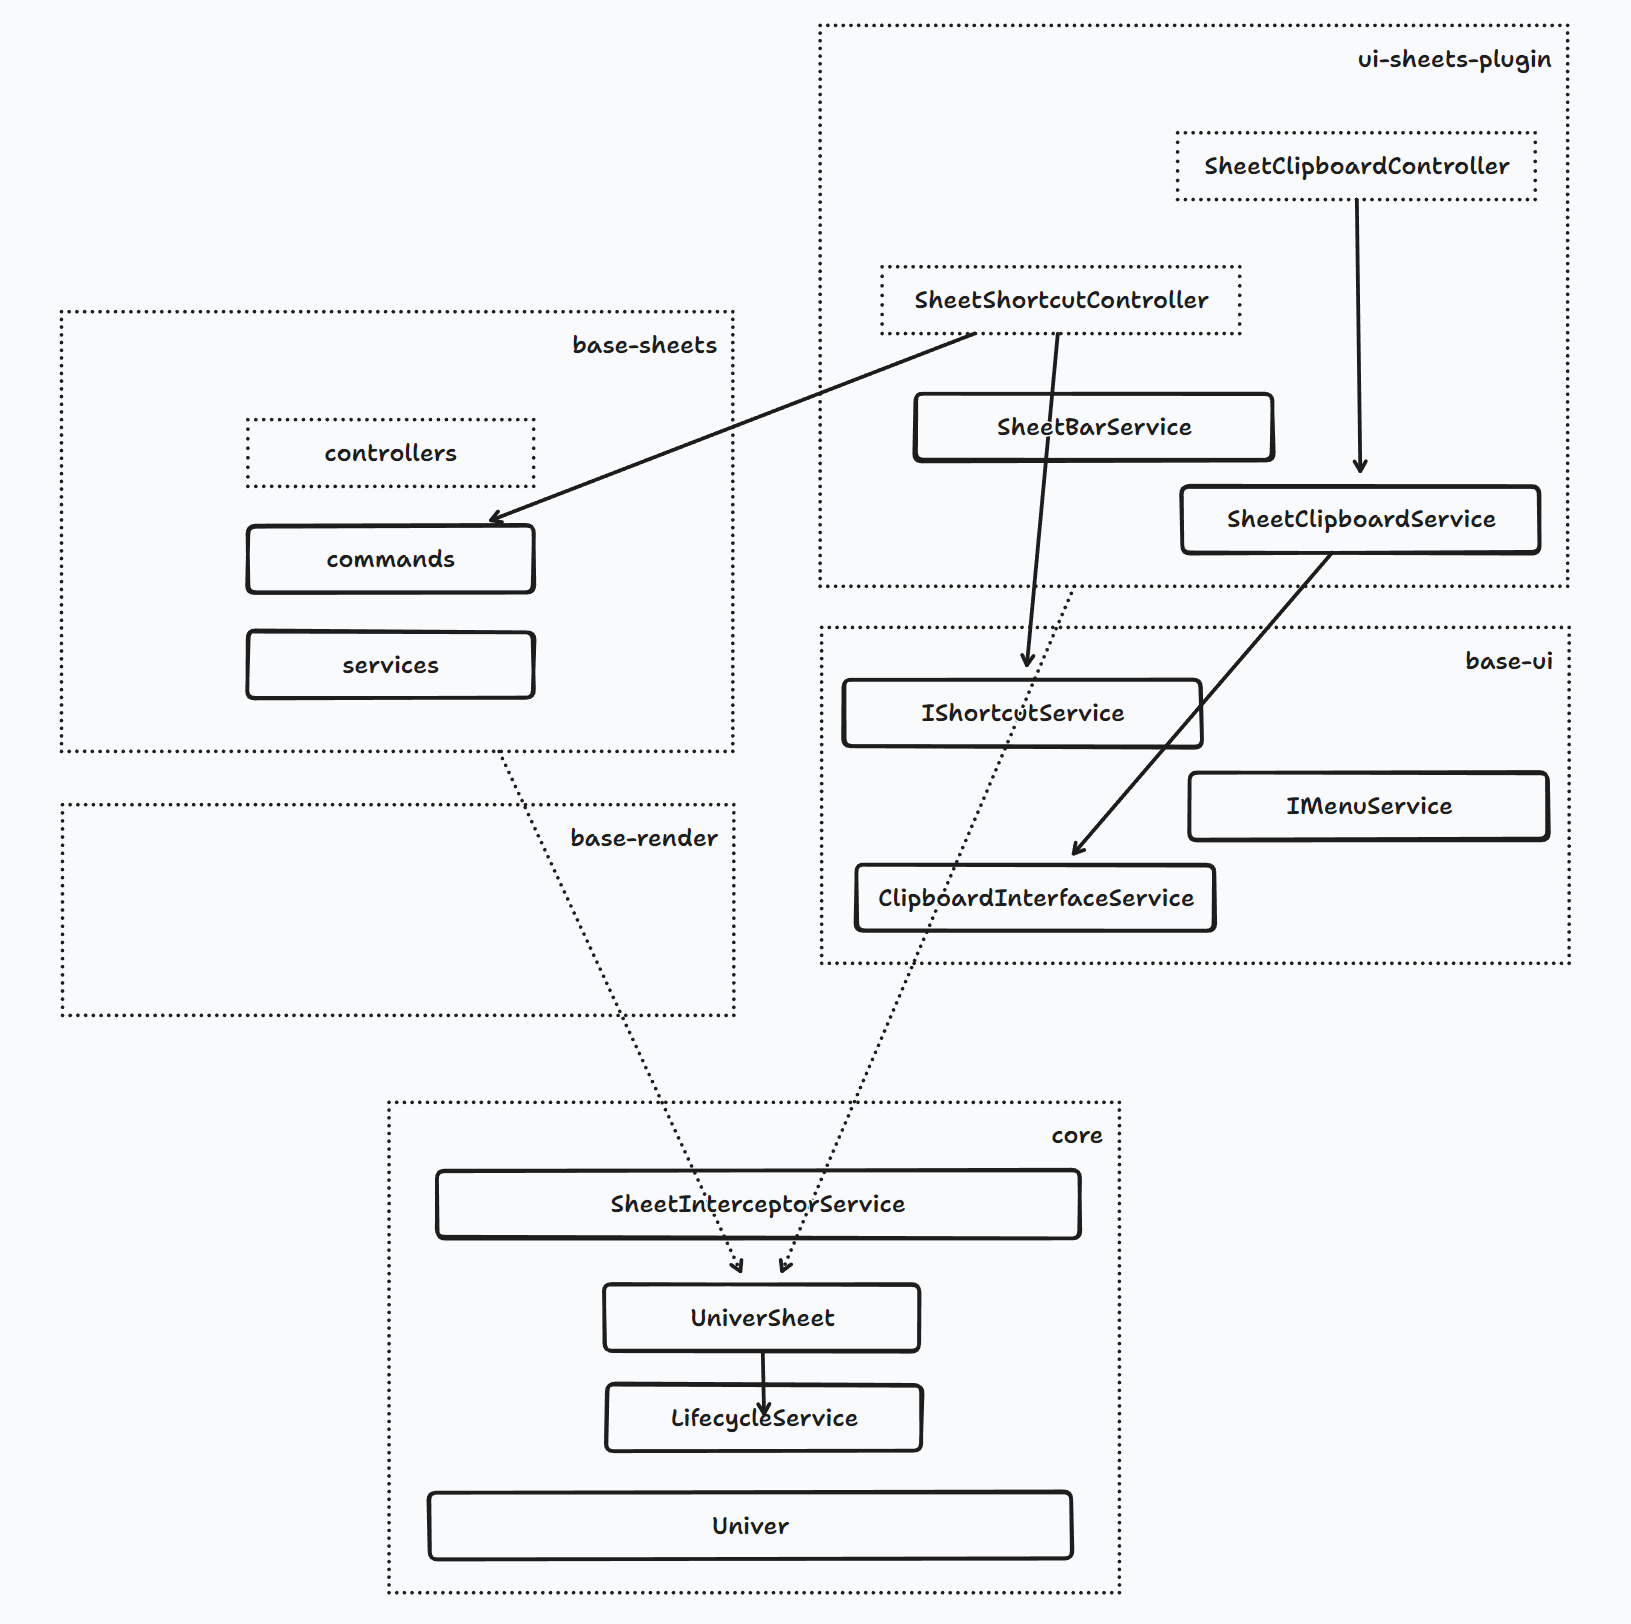 ui-sheets-plugin
SheetClipboardController
SheetShortcutController
SheetBarService
SheetClipboardService
base-sheets
controllers
commands
services
base-ui
IShortcutService
IMenuService
ClipboardInterfaceService
base-render
core
SheetInterceptorService
UniverSheet
LifecycleService
Univer